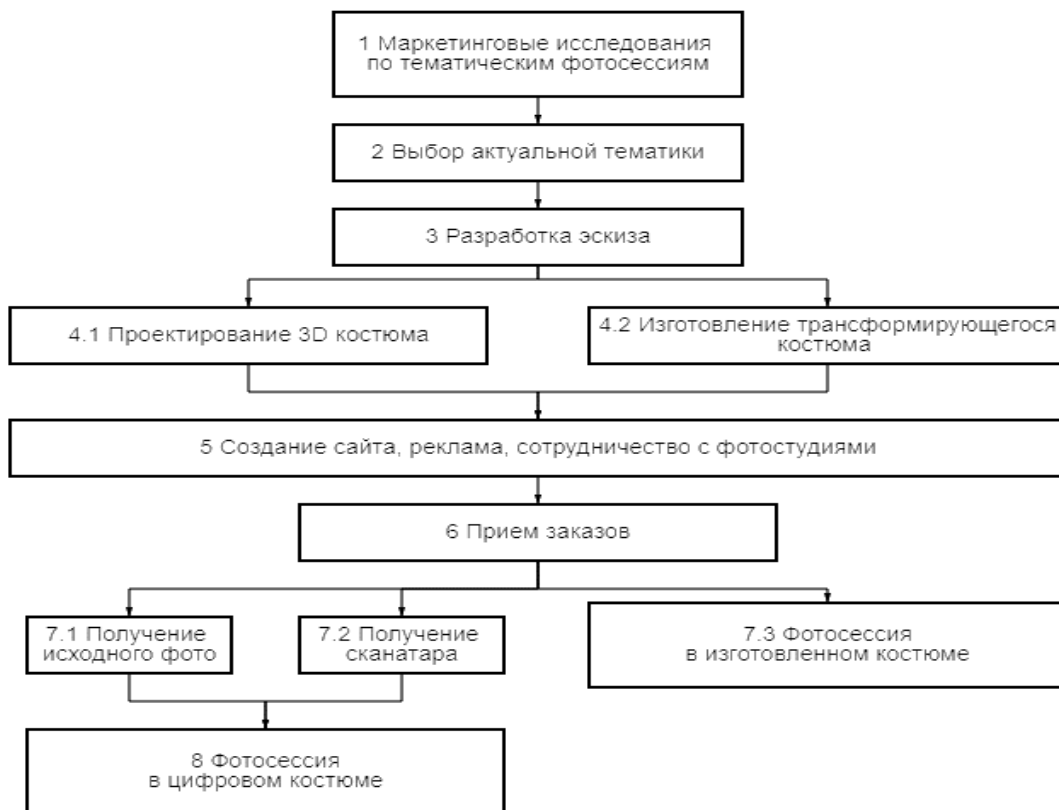 1 Маркетинговые исследования
по тематическим фотосессиям
2 Выбор актуальной тематики
3 Разработка эскиза
4.1 Проектирование 3D костюма
4.2 Изготовление трансформирующегося
костюма
5 Создание сайта, реклама, сотрудничество с фотостудиями
6 Прием заказов
7.1 Получение
исходного фото
7.2 Получение
сканатара
7.3 Фотосессия
в изготовленном костюме
8 Фотосессия
в цифровом костюме